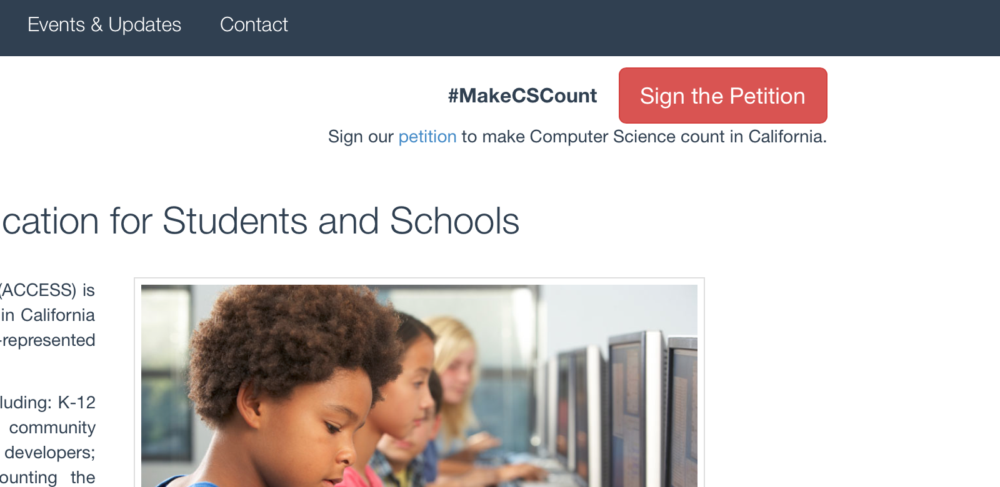 Events & Updates Contact
#MakeCSCount Sign the Petition
Sign our petition to make Computer Science count in California.
cation for Students and Schools
(ACCESS) is
in California
-represented
luding: K-12
community
developers;
ounting the